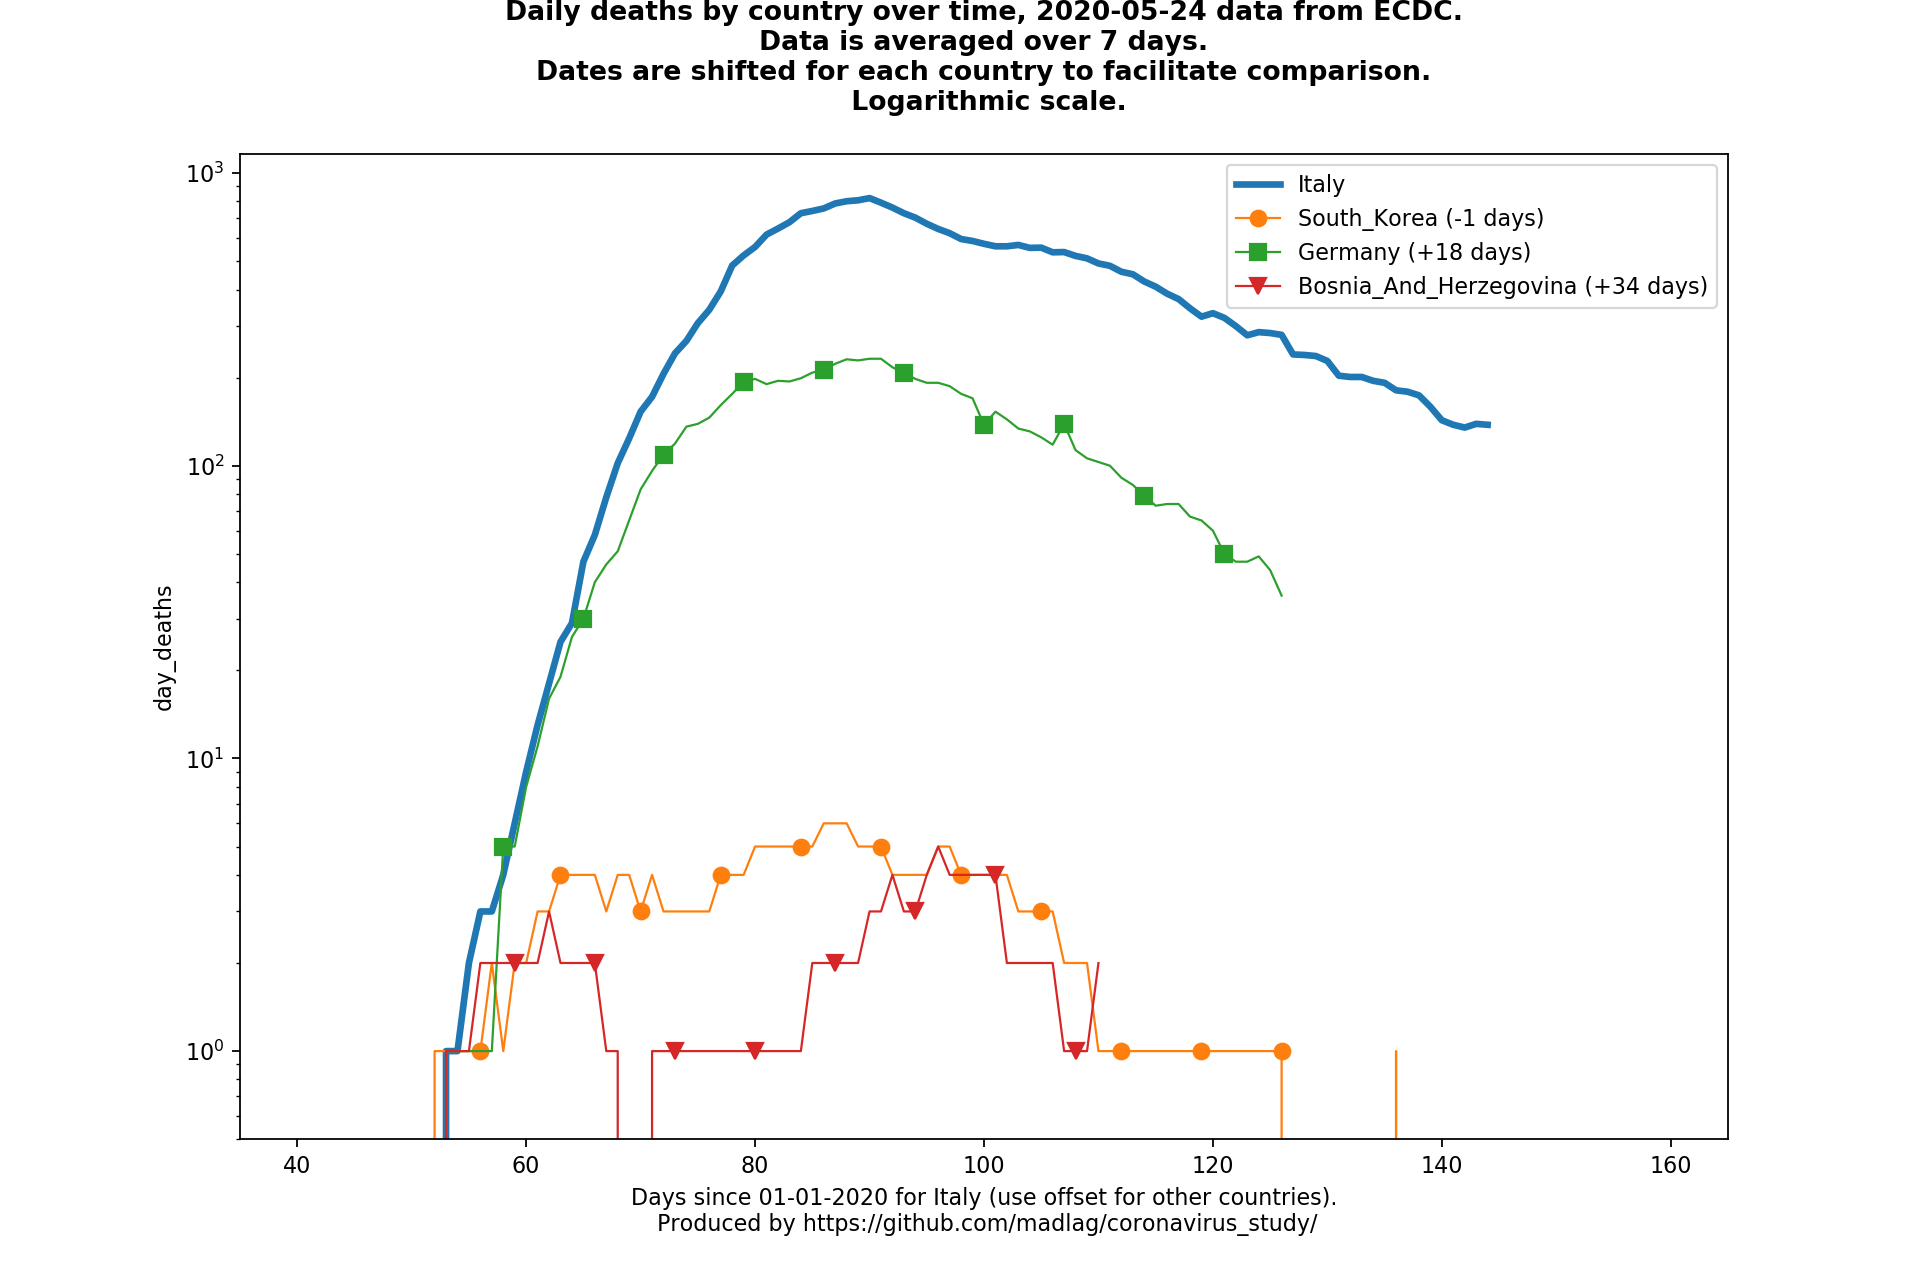 Daily deaths by country over time, 2020-05-24 data from ECDC.
Data is averaged over 7 days.
Dates are shifted for each country to facilitate comparison.
Logarithmic scale.
10³
10²
10¹
10⁰
day_deaths
Italy
South_Korea (-1 days)
Germany (+18 days)
Bosnia_And_Herzegovina (+34 days)
40 60 80 100 120 140 160
Days since 01-01-2020 for Italy (use offset for other countries).
Produced by https://github.com/madlag/coronavirus_study/